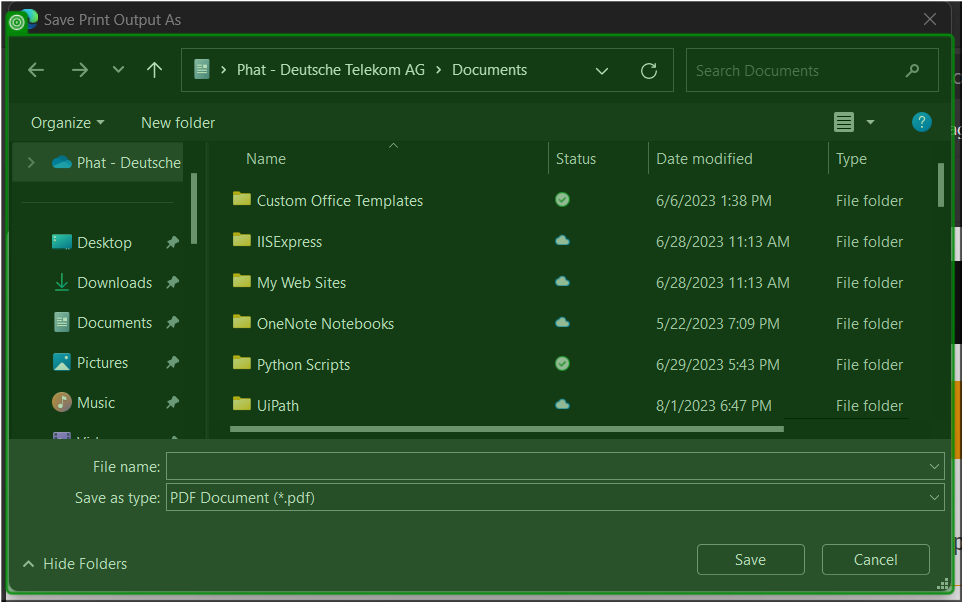 Save Print Output As
Phat - Deutsche Telekom AG > Documents
Search Documents
Organize
New folder
?
Phat - Deutsche
Name
Status
Date modified
Type
Custom Office Templates
6/6/2023 1:38 PM
File folder
Desktop
IISExpress
6/28/2023 11:13 AM
File folder
Downloads
My Web Sites
6/28/2023 11:13 AM
File folder
Documents
OneNote Notebooks
5/22/2023 7:09 PM
File folder
Pictures
Python Scripts
6/29/2023 5:43 PM
File folder
Music
UiPath
8/1/2023 6:47 PM
File folder
File name:
Save as type:
PDF Document (*.pdf)
Hide Folders
Save
Cancel